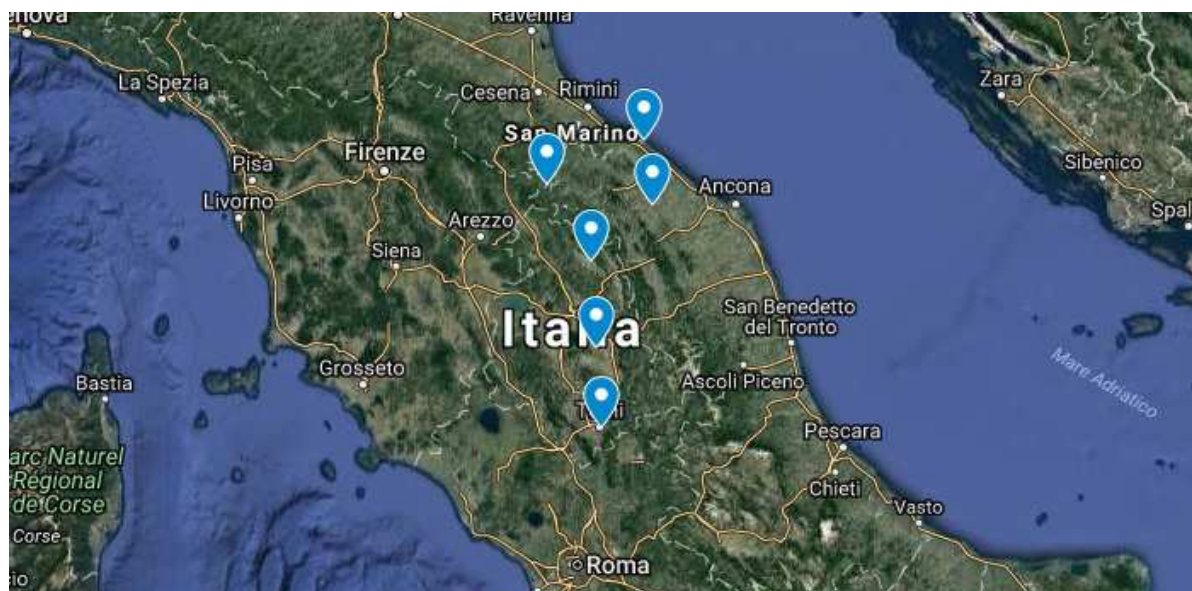 enova
Ravenna
La Spezia
Cesena
Rimini
Zara
San Marino
Firenze
Pisa
Sibenico
Ancona
Livorno
Arezzo
Spal
Siena
San Benedetto
del Tronto
Italia
Grosseto
Ascoli Piceno
Bastia
Mare Adriatico
Pescara
arc Naturel
Régional
de Corse
Chieti
Vasto
Corse
Roma
cio